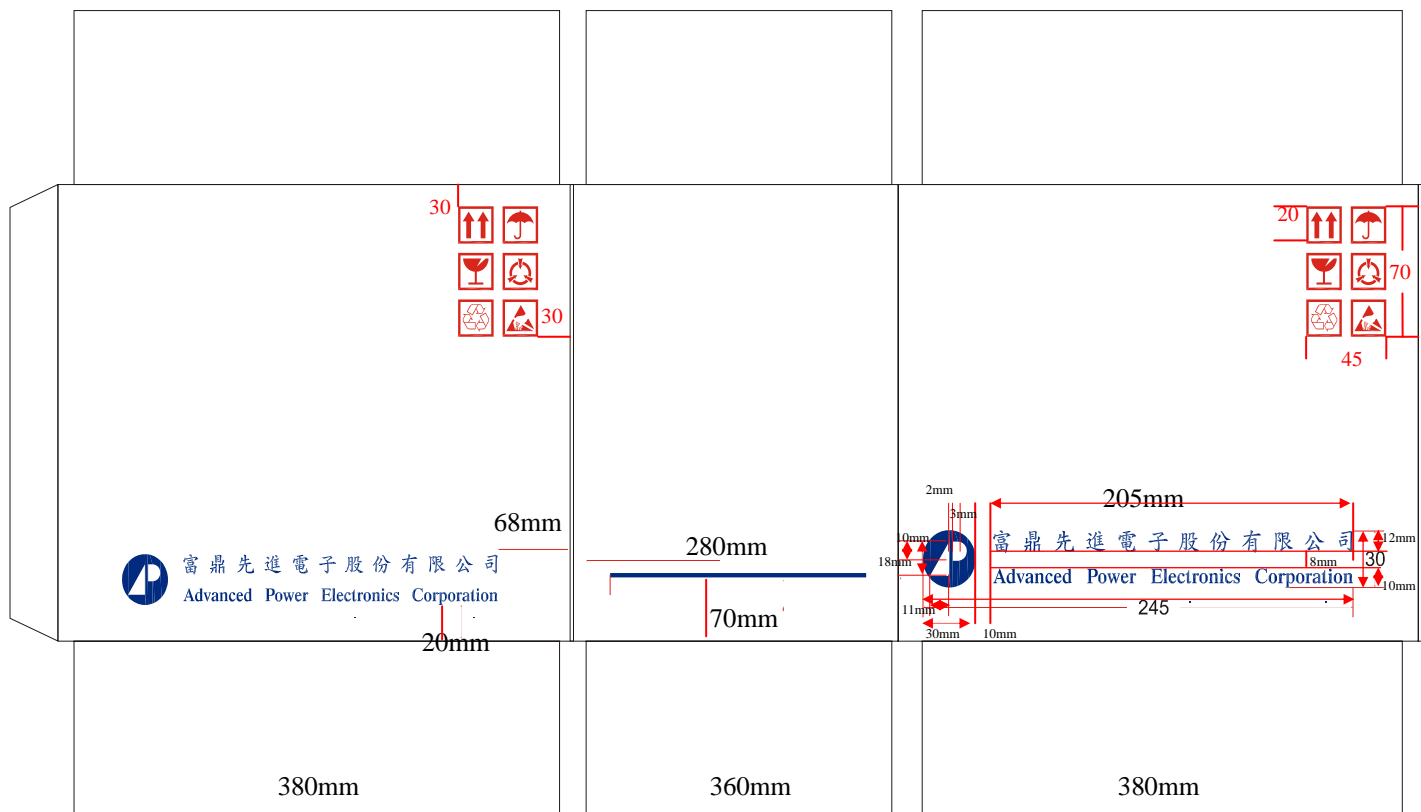 30
30
68mm
富鼎先進電子股份有限公司
Advanced Power Electronics Corporation
20mm
380mm
280mm
70mm
360mm
20
70
45
2mm
3mm
205mm
10mm
18mm
AP
富鼎先進電子股份有限公司
12mm
30
8mm
Advanced Power Electronics Corporation
10mm
11mm
245
30mm
10mm
380mm